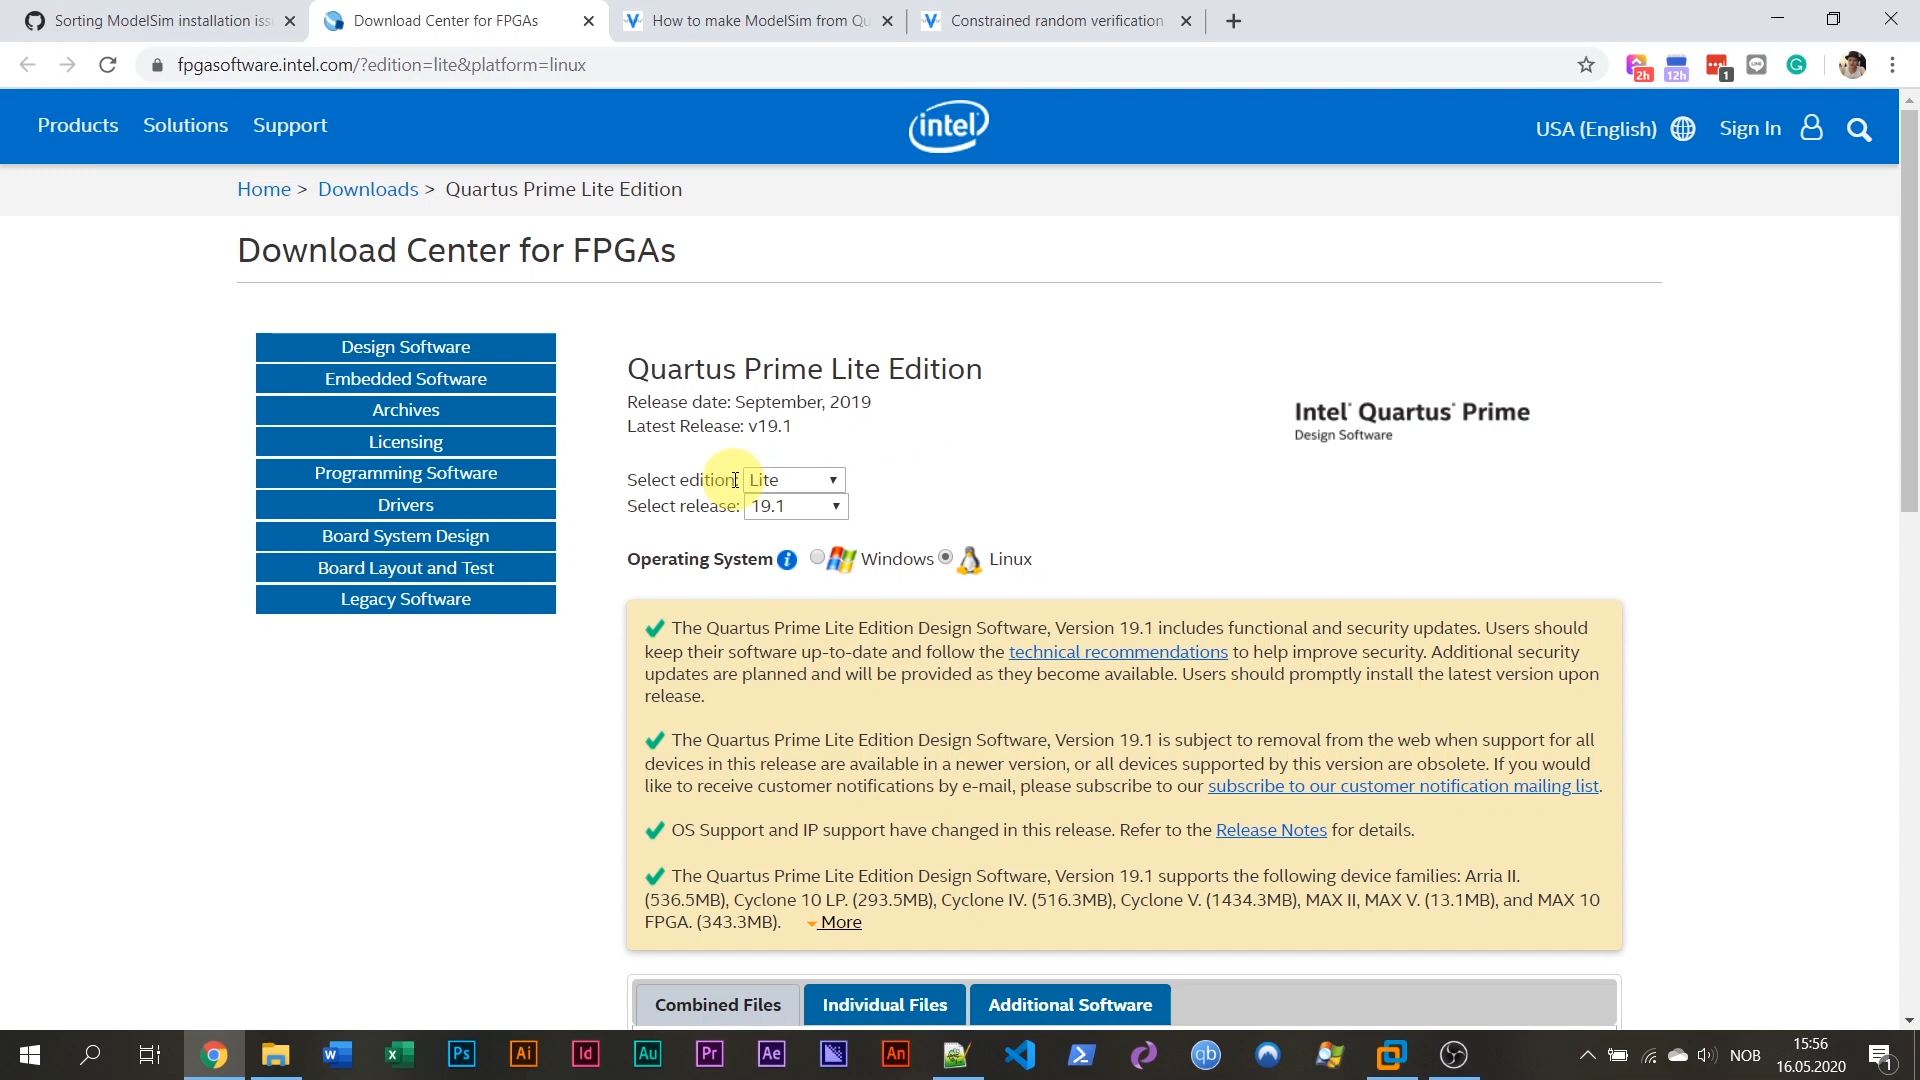 Sorting ModelSim installation iss
Download Center for FPGAs
How to make ModelSim from Qu
Constrained random verification
fpgasoftware.intel.com/?edition=lite&platform=linux
2h
12h
1
Products
Solutions
Support
intel
USA (English)
Sign In
Home > Downloads > Quartus Prime Lite Edition
Download Center for FPGAs
Design Software
Embedded Software
Archives
Licensing
Programming Software
Drivers
Board System Design
Board Layout and Test
Legacy Software
Quartus Prime Lite Edition
Release date: September, 2019
Latest Release: v19.1
Intel® Quartus® Prime
Design Software
Select edition: Lite
Select release: 19.1
Operating System Windows Linux
The Quartus Prime Lite Edition Design Software, Version 19.1 includes functional and security updates. Users should
keep their software up-to-date and follow the technical recommendations to help improve security. Additional security
updates are planned and will be provided as they become available. Users should promptly install the latest version upon
release.
The Quartus Prime Lite Edition Design Software, Version 19.1 is subject to removal from the web when support for all
devices in this release are available in a newer version, or all devices supported by this version are obsolete. If you would
like to receive customer notifications by e-mail, please subscribe to our subscribe to our customer notification mailing list.
OS Support and IP support have changed in this release. Refer to the Release Notes for details.
The Quartus Prime Lite Edition Design Software, Version 19.1 supports the following device families: Arria II.
(536.5MB), Cyclone 10 LP. (293.5MB), Cyclone IV. (516.3MB), Cyclone V. (1434.3MB), MAX II, MAX V. (13.1MB), and MAX 10
FPGA. (343.3MB). More
Combined Files
Individual Files
Additional Software
Ps
Ai
Id
Au
Pr
Ae
An
qb
NOB
15:56
16.05.2020
1